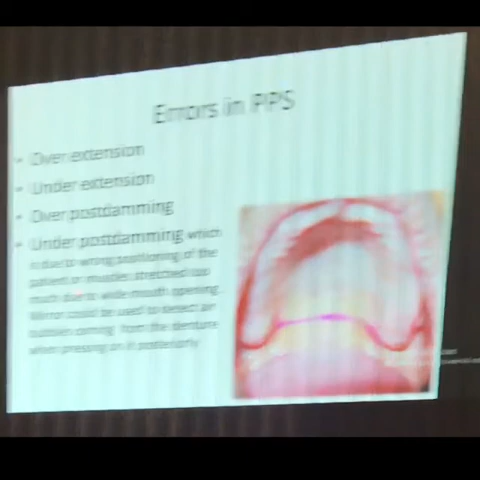 Errors in PPS
• Over extension
• Under extension
• Over postdamming
• Under postdamming which
is due to wrong positioning of the
patient or muscles stretched too
much due to wide mouth opening.
Mirror could be used to detect air
bubbles coming from the denture
when pressing on it posteriorly